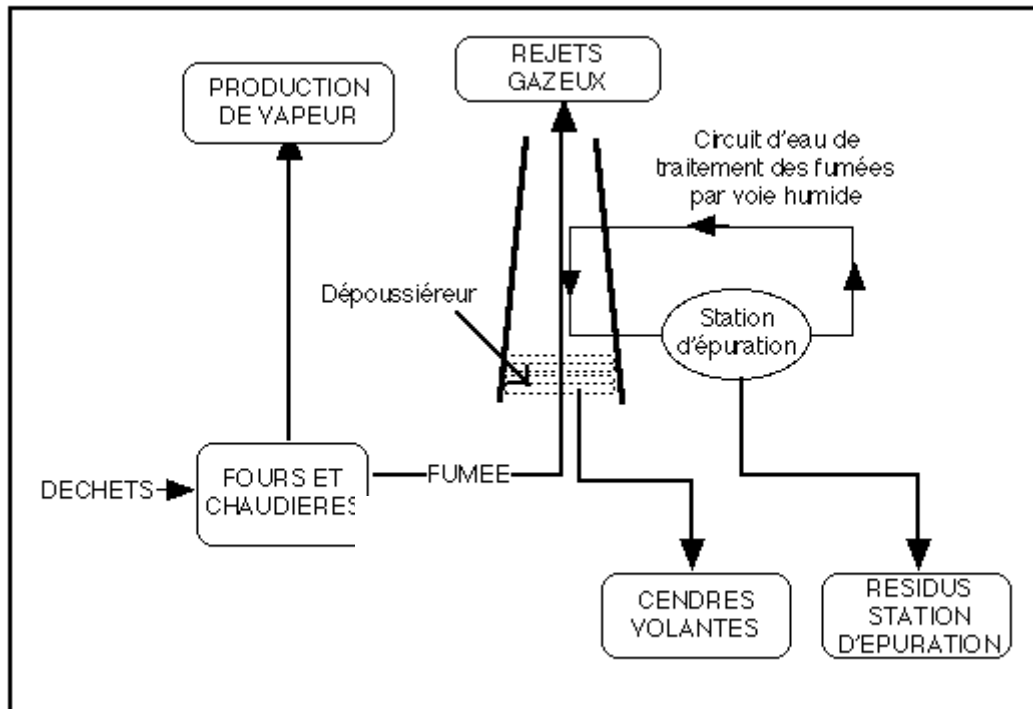 REJETS
GAZEUX
PRODUCTION
DE VAPEUR
Circuit d'eau de
traitement des fumées
par voie humide
Dépoussiéreur
Station
d'épuration
DECHETS
FOURS ET
CHAUDIERES
FUMEE
CENDRES
VOLANTES
RESIDUS
STATION
D'EPURATION